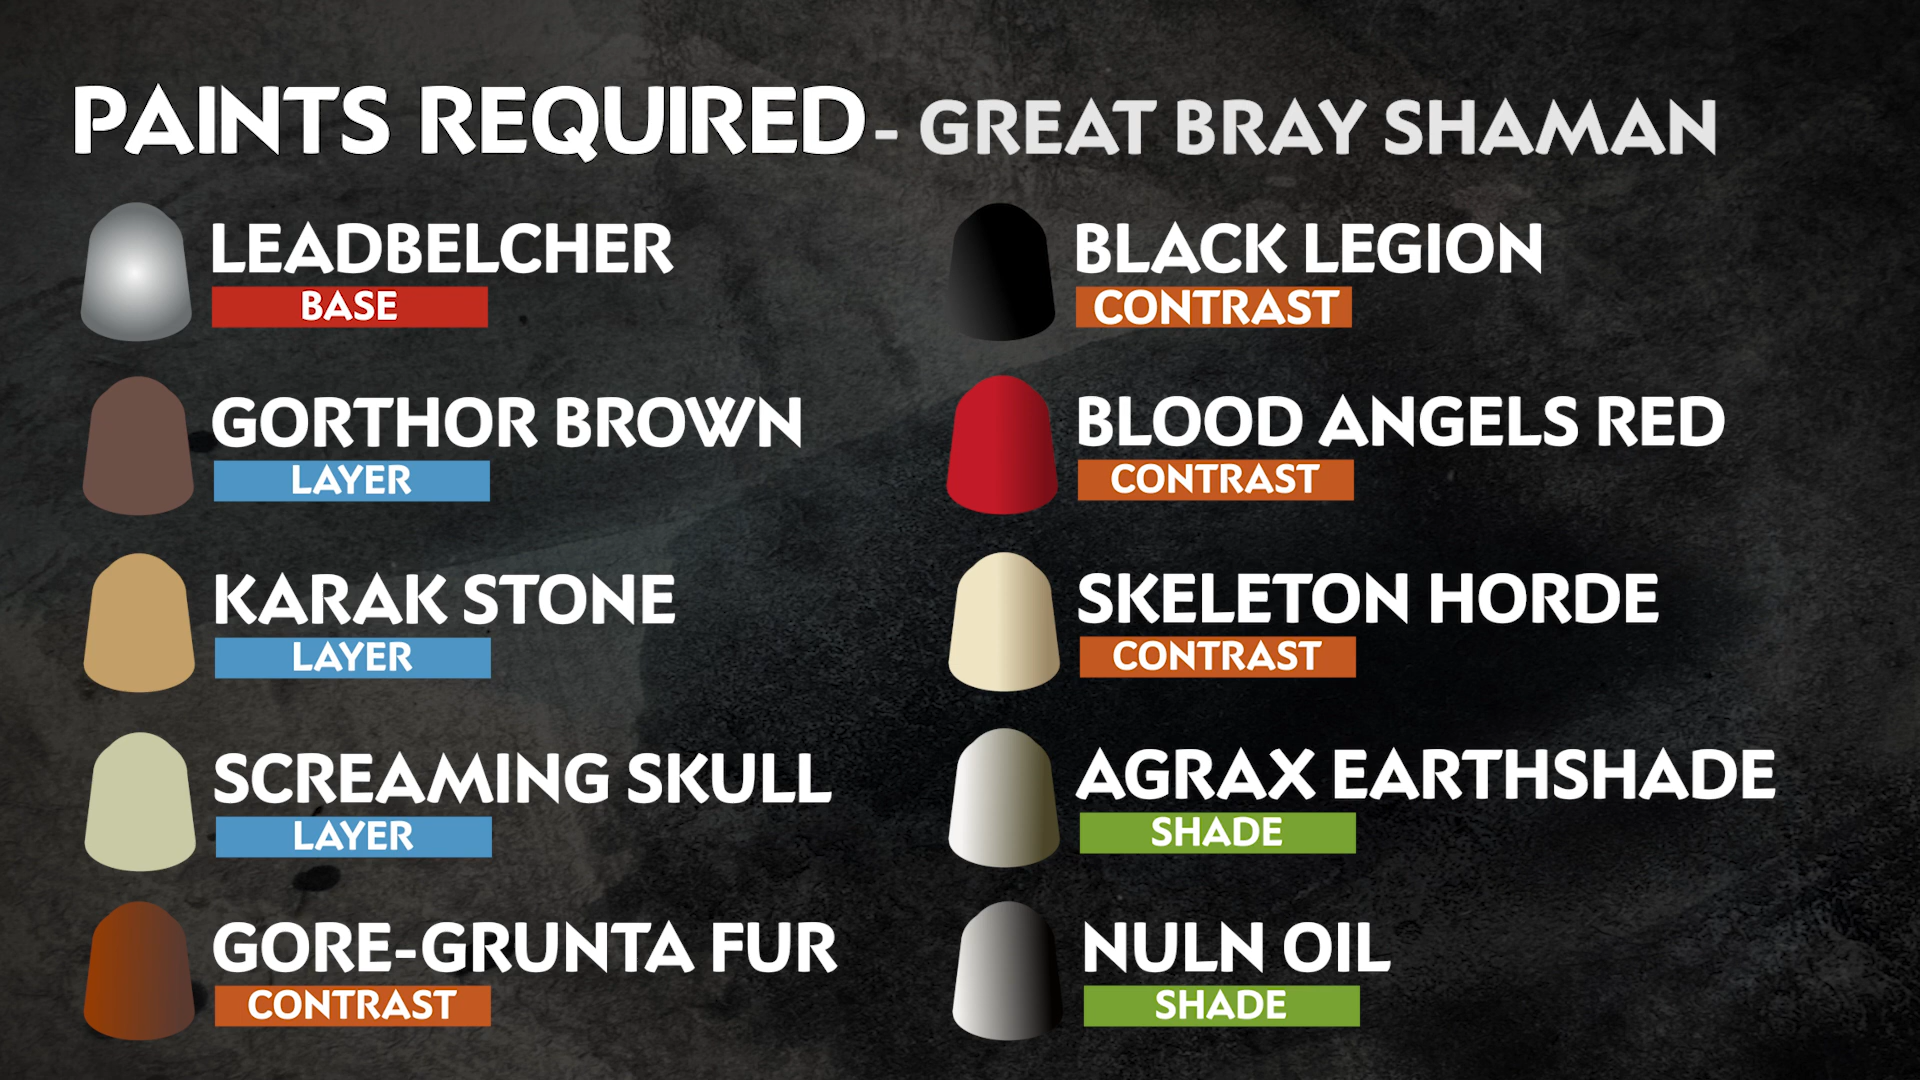 PAINTS REQUIRED - GREAT BRAY SHAMAN
LEADBELCHER
BASE
GORTHOR BROWN
LAYER
KARAK STONE
LAYER
SCREAMING SKULL
LAYER
GORE-GRUNTA FUR
CONTRAST
BLACK LEGION
CONTRAST
BLOOD ANGELS RED
CONTRAST
SKELETON HORDE
CONTRAST
AGRAX EARTHSHADE
SHADE
NULN OIL
SHADE